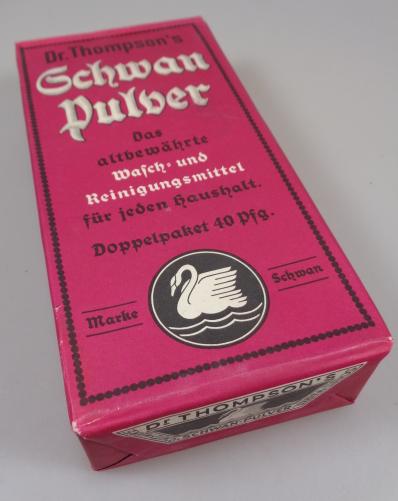 Dr. Thompson's
Schwan
Pulver
Das
altbewährte
Wasch- und
Reinigungsmittel
für jeden Haushalt.
Doppelpaket 40 Pfg.
Marke Schwan
DR THOMPSON'S
SCHWAN-PULVER